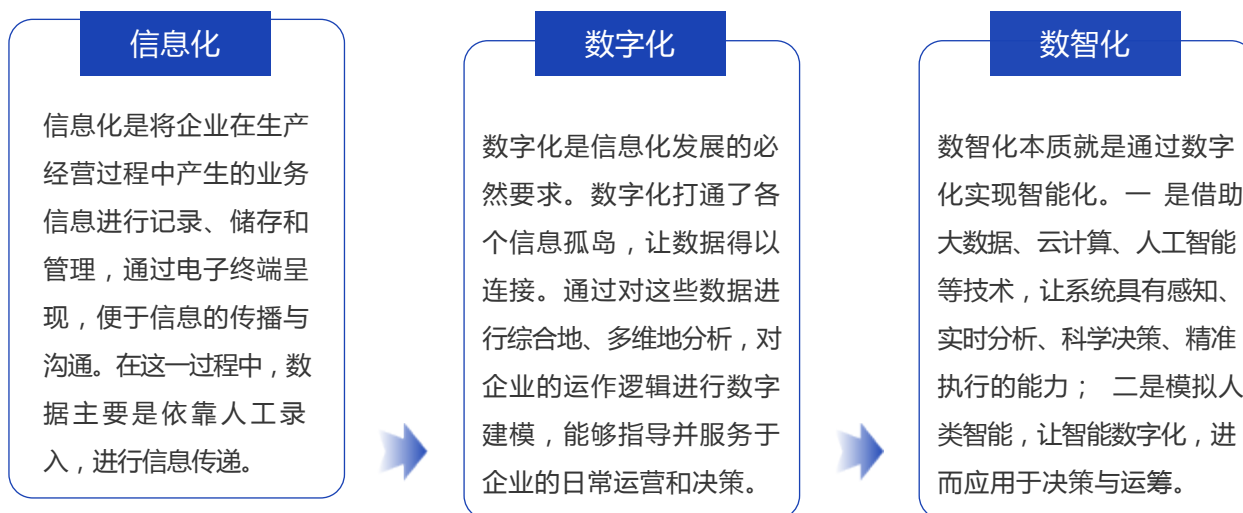 信息化
信息化是将企业在生产
经营过程中产生的业务
信息进行记录、储存和
管理，通过电子终端呈
现，便于信息的传播与
沟通。在这一过程中，数
据主要是依靠人工录
入，进行信息传递。
数字化
数字化是信息化发展的必
然要求。数字化打通了各
个信息孤岛，让数据得以
连接。通过对这些数据进
行综合地、多维地分析，对
企业的运作逻辑进行数字
建模，能够指导并服务于
企业的日常运营和决策。
数智化
数智化本质就是通过数字
化实现智能化。一 是借助
大数据、云计算、人工智能
等技术，让系统具有感知、
实时分析、科学决策、精准
执行的能力； 二是模拟人
类智能，让智能数字化，进
而应用于决策与运筹。